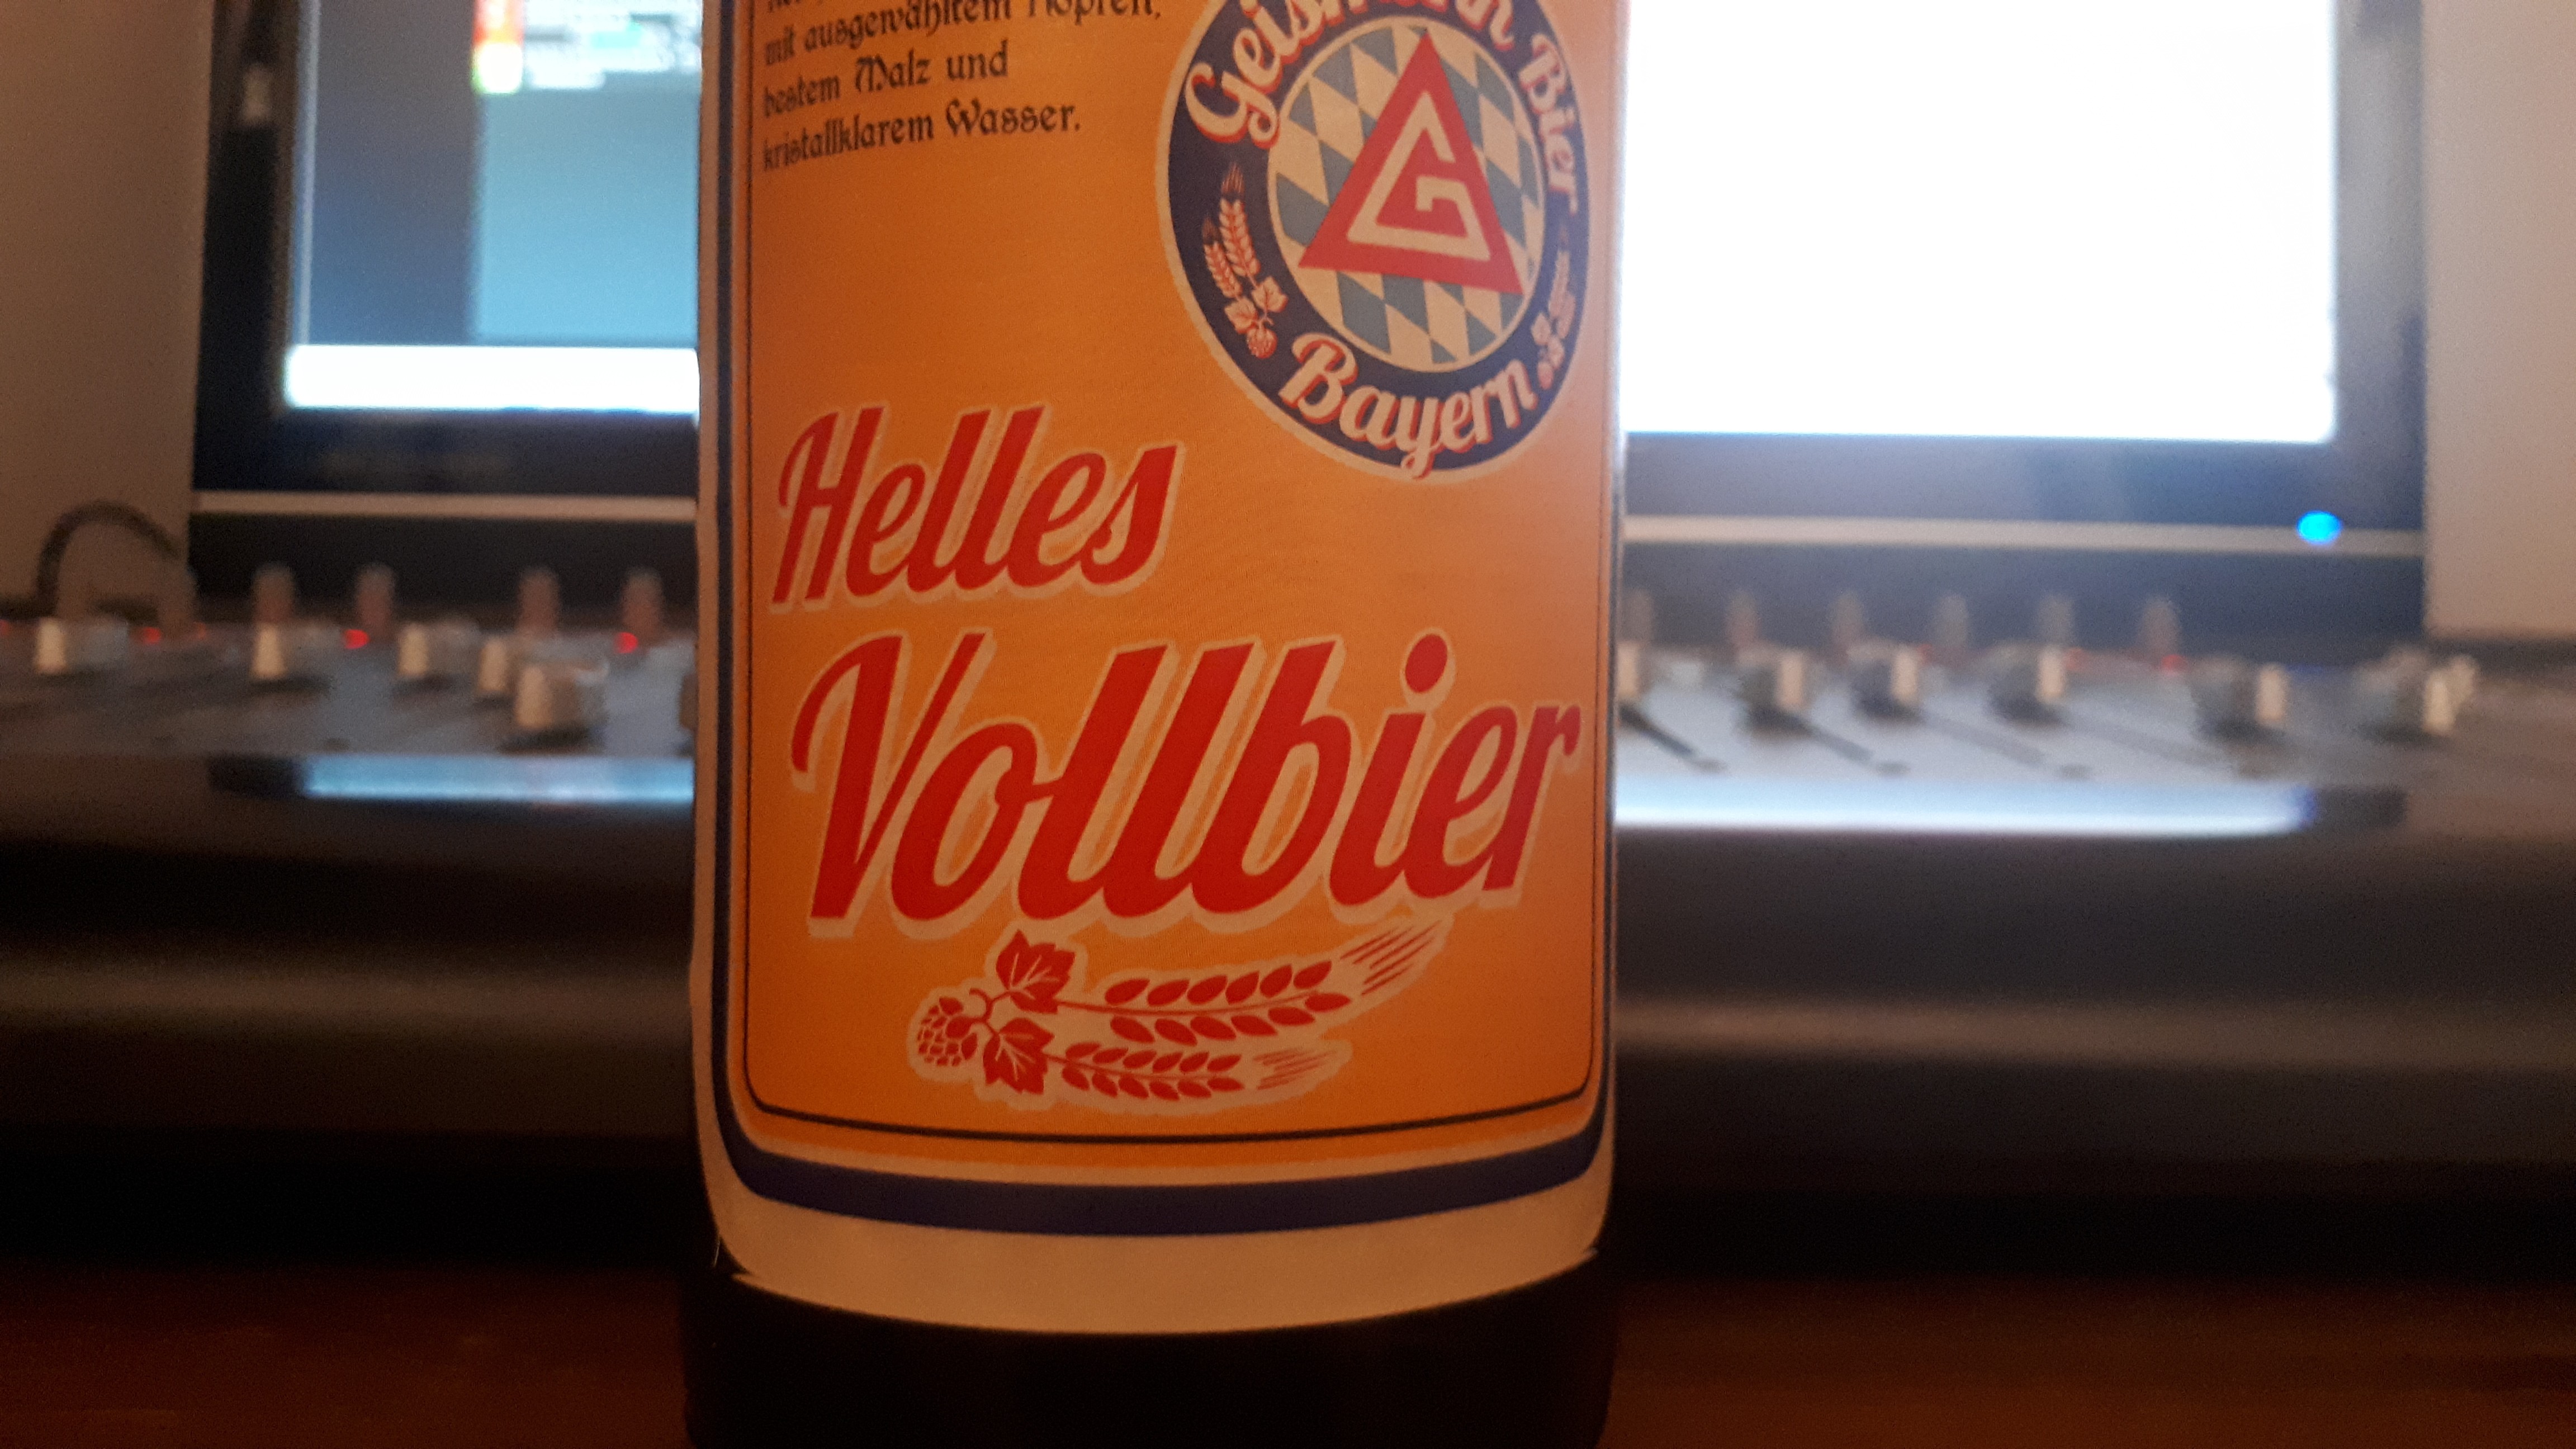 mit ausgewähltem Hopfen,
bestem Malz und
kristallklarem Wasser.
Bier
G
Bayern
Helles
Vollbier